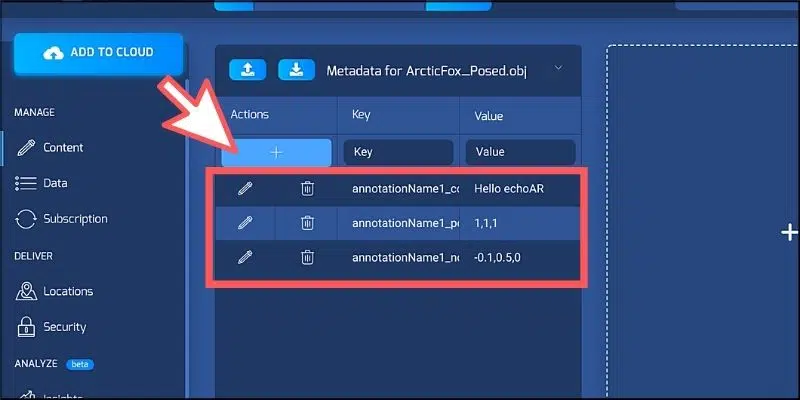 ADD TO CLOUD
MANAGE
Content
Data
Subscription
DELIVER
Locations
Security
ANALYZE beta
Insights
Metadata for ArcticFox_Posed.obj
Actions Key Value
+ Key Value
annotationName1_co Hello echoAR
annotationName1_po 1,1,1
annotationName1_no -0.1,0.5,0
+